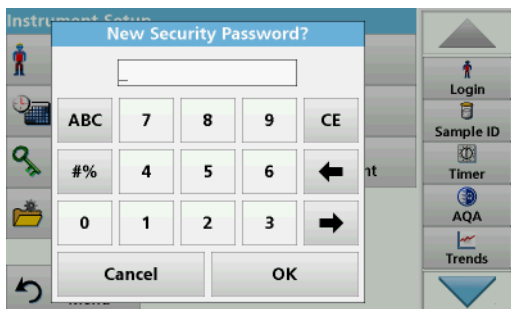 Instrument Setup
New Security Password?
_
ABC 7 8 9 CE
#% 4 5 6
0 1 2 3
Cancel OK
Login
Sample ID
Timer
AQA
Trends